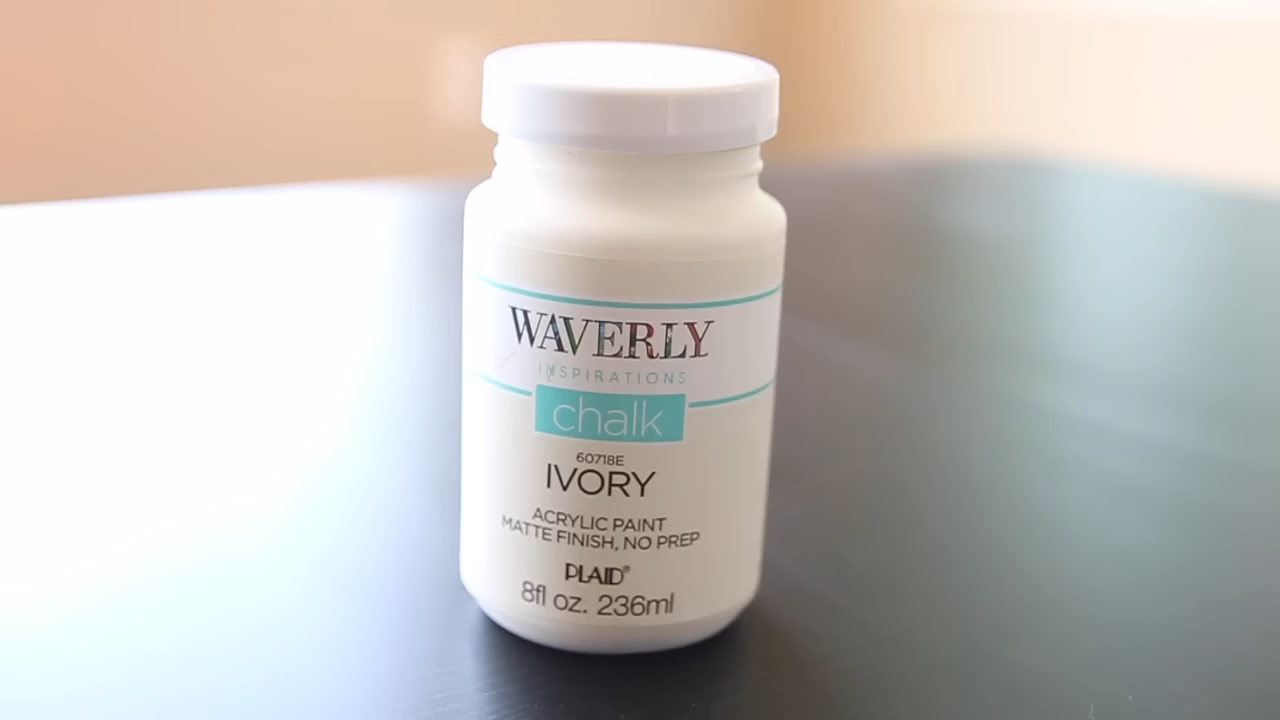 WAVERLY
INSPIRATIONS
chalk
60718E
IVORY
ACRYLIC PAINT
MATTE FINISH, NO PREP
PLAID®
8fl oz. 236ml